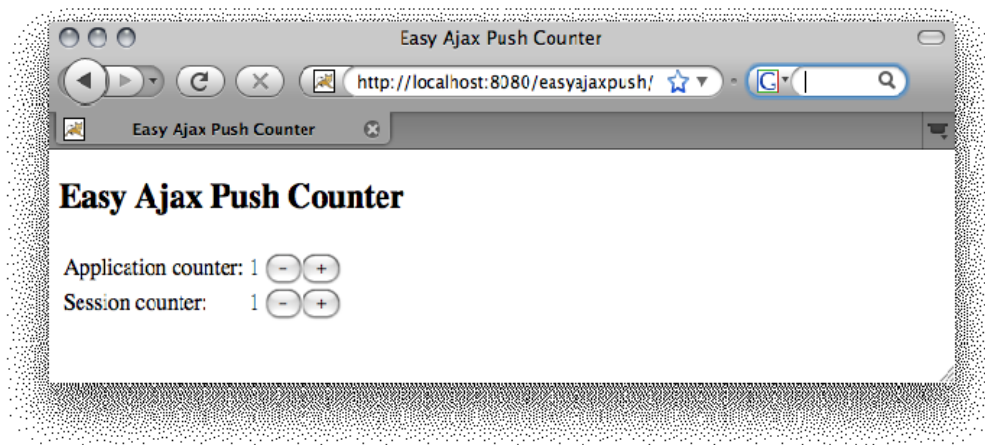 Easy Ajax Push Counter
http://localhost:8080/easyajaxpush/
G
Easy Ajax Push Counter
Easy Ajax Push Counter
Application counter: 1 - +
Session counter: 1 - +